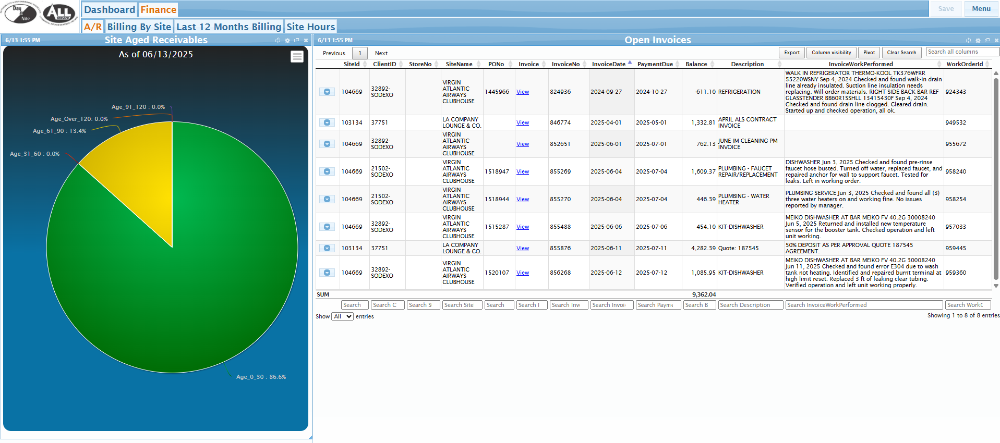 Day & Nite
ALL SERVICE
Dashboard Finance Save Menu
A/R Billing By Site Last 12 Months Billing Site Hours
6/13 1:55 PM Site Aged Receivables
As of 06/13/2025
Age_91_120 : 0.0%
Age_Over_120: 0.0%
Age_61_90 : 13.4%
Age_31_60 : 0.0%
Age_0_30 : 86.6%
6/13 1:55 PM Open Invoices
Previous 1 Next Export Column visibility Pivot Clear Search Search all columns
SiteId ClientID StoreNo SiteName PONo Invoice InvoiceNo InvoiceDate PaymentDue Balance Description InvoiceWorkPerformed WorkOrderId
104669 32892-SODEXO VIRGIN ATLANTIC AIRWAYS CLUBHOUSE 1445966 View 824936 2024-09-27 2024-10-27 -611.10 REFRIGERATION WALK IN REFRIGERATOR THERMO-KOOL TK376WFRR 55220WSNY Sep 4, 2024 Checked and found walk-in drain line already insulated. Suction line insulation needs replacing. Will order materials. RIGHT SIDE BACK BAR REF GLASSTENDER BB60R1SSHLL 13415430F Sep 4, 2024 Checked and found drain line clogged. Cleared drain. Started up and checked operation, all ok. 924343
103134 37751 LA COMPANY LOUNGE & CO. View 846774 2025-04-01 2025-05-01 1,332.81 APRIL ALS CONTRACT INVOICE 949532
104669 32892-SODEXO VIRGIN ATLANTIC AIRWAYS CLUBHOUSE View 852651 2025-06-01 2025-07-01 762.13 JUNE IM CLEANING PM INVOICE 955672
104669 21502-SODEXO VIRGIN ATLANTIC AIRWAYS CLUBHOUSE 1518947 View 855269 2025-06-04 2025-07-04 1,609.37 PLUMBING - FAUCET REPAIR/REPLACEMENT DISHWASHER Jun 3, 2025 Checked and found pre-rinse faucet hose busted. Turned off water, replaced faucet, and repaired anchor for wall to support faucet. Tested for leaks. Left in working order. 958240
104669 21502-SODEXO VIRGIN ATLANTIC AIRWAYS CLUBHOUSE 1518944 View 855270 2025-06-04 2025-07-04 446.39 PLUMBING - WATER HEATER PLUMBING SERVICE Jun 3, 2025 Checked and found all (3) three water heaters on and working fine. No issues reported by manager. 958254
104669 32892-SODEXO VIRGIN ATLANTIC AIRWAYS CLUBHOUSE 1515287 View 855488 2025-06-06 2025-07-06 454.10 KIT-DISHWASHER MEIKO DISHWASHER AT BAR MEIKO FV 40.2G 30008240 Jun 5, 2025 Returned and installed new temperature sensor for the booster tank. Checked operation and left unit working. 957033
103134 37751 LA COMPANY LOUNGE & CO. View 855876 2025-06-11 2025-07-11 4,282.39 Quote: 187545 50% DEPOSIT AS PER APPROVAL QUOTE 187545 AGREEMENT. 959445
104669 32892-SODEXO VIRGIN ATLANTIC AIRWAYS CLUBHOUSE 1520107 View 856268 2025-06-12 2025-07-12 1,085.95 KIT-DISHWASHER MEIKO DISHWASHER AT BAR MEIKO FV 40.2G 30008240 Jun 11, 2025 Checked and found error E304 due to wash tank not heating. Identified and repaired burnt terminal at high limit reset. Replaced 3 ft of leaking clear tubing. Verified operation and left unit working properly. 959360
SUM 9,362.04
Search Search C Search S Search Site Search Search I Search Inv Search Invoi Search Payme Search B Search Description Search InvoiceWorkPerformed Search WorkC
Show All entries Showing 1 to 8 of 8 entries